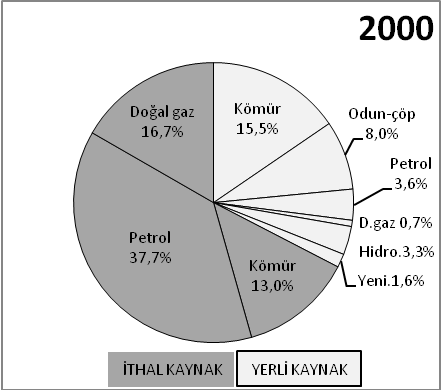 2000
Doğal gaz
16,7%
Kömür
15,5%
Odun-çöp
8,0%
Petrol
3,6%
D.gaz 0,7%
Hidro.3,3%
Yeni.1,6%
Kömür
13,0%
Petrol
37,7%
İTHAL KAYNAK
YERLİ KAYNAK